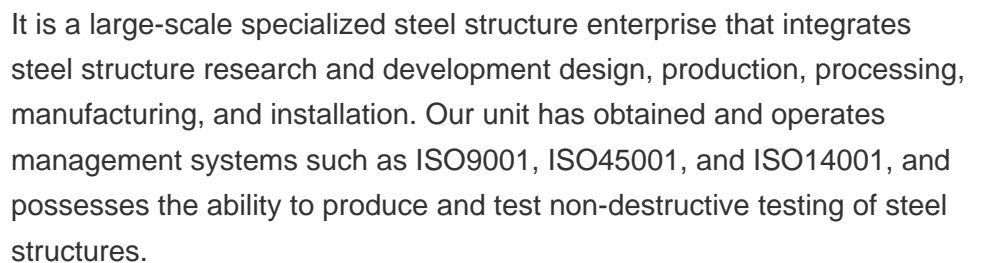 It is a large-scale specialized steel structure enterprise that integrates
steel structure research and development design, production, processing,
manufacturing, and installation. Our unit has obtained and operates
management systems such as ISO9001, ISO45001, and ISO14001, and
possesses the ability to produce and test non-destructive testing of steel
structures.